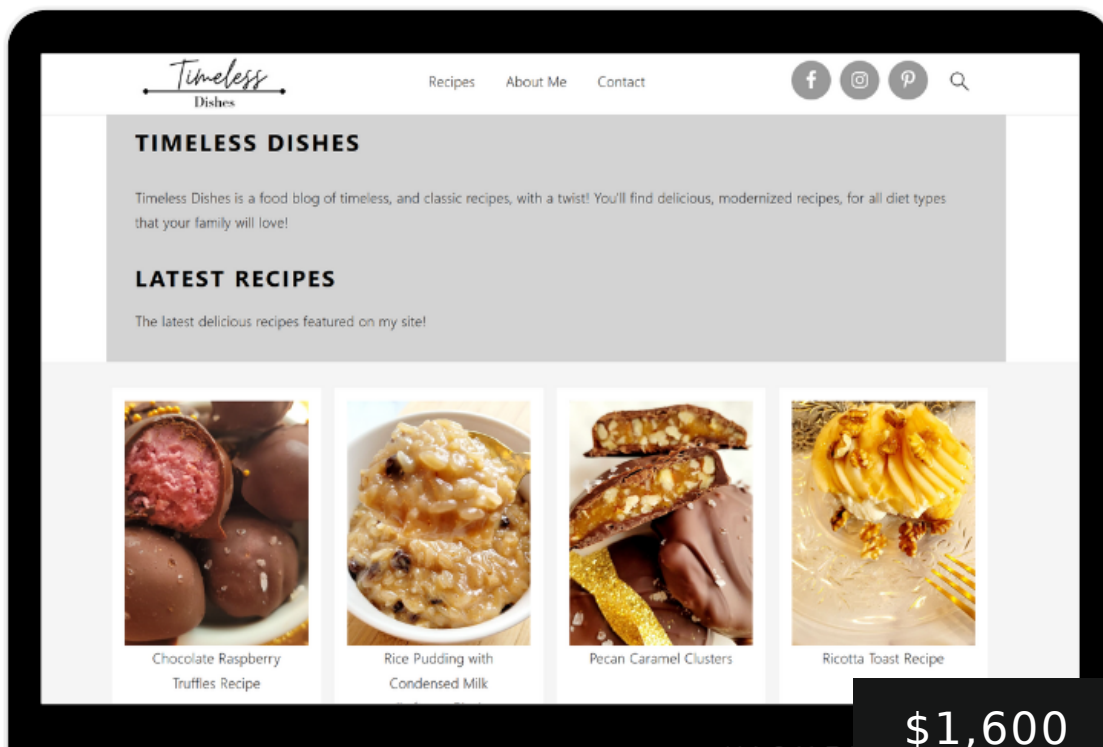 Timeless
Dishes
Recipes
About Me
Contact
TIMELESS DISHES
Timeless Dishes is a food blog of timeless, and classic recipes, with a twist! You'll find delicious, modernized recipes, for all diet types
that your family will love!
LATEST RECIPES
The latest delicious recipes featured on my site!
Chocolate Raspberry
Truffles Recipe
Rice Pudding with
Condensed Milk
Pecan Caramel Clusters
Ricotta Toast Recipe
$1,600